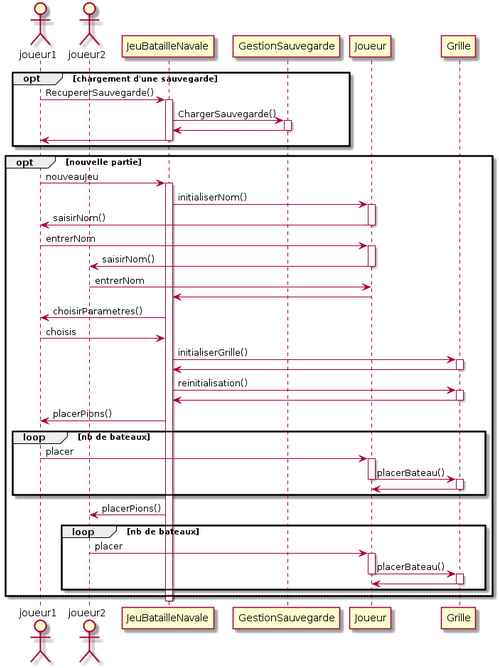 joueur1 joueur2 JeuBatailleNavale GestionSauvegarde Joueur Grille
opt [chargement d'une sauvegarde]
RecupererSauvegarde()
ChargerSauvegarde()
opt [nouvelle partie]
nouveauJeu
initialiserNom()
saisirNom()
entrerNom
saisirNom()
entrerNom
choisirParametres()
choisis
initialiserGrille()
reinitialisation()
placerPions()
loop [nb de bateaux]
placer
placerBateau()
placerPions()
loop [nb de bateaux]
placer
placerBateau()
joueur1 joueur2 JeuBatailleNavale GestionSauvegarde Joueur Grille